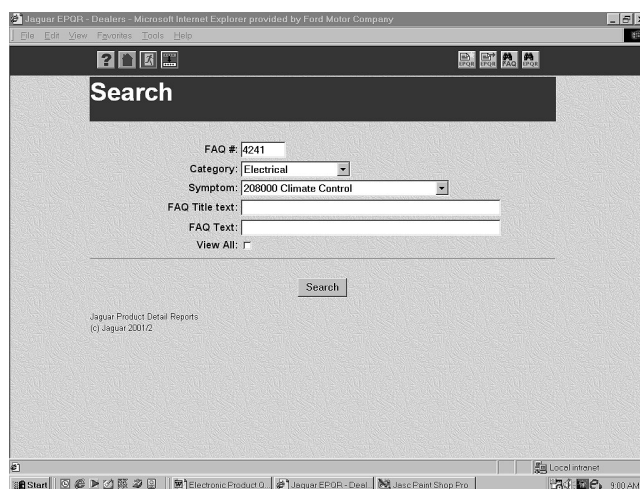 Jaguar EPQR - Dealers - Microsoft Internet Explorer provided by Ford Motor Company
File Edit View Favorites Tools Help
? EPQR EPQR FAQ EPQR
Search
FAQ #: 4241
Category: Electrical
Symptom: 208000 Climate Control
FAQ Title text:
FAQ Text:
View All:
Search
Jaguar Product Detail Reports
(c) Jaguar 2001/2
Local intranet
Start Electronic Product Q... Jaguar EPQR - Deal... Jasc Paint Shop Pro 9:00 AM